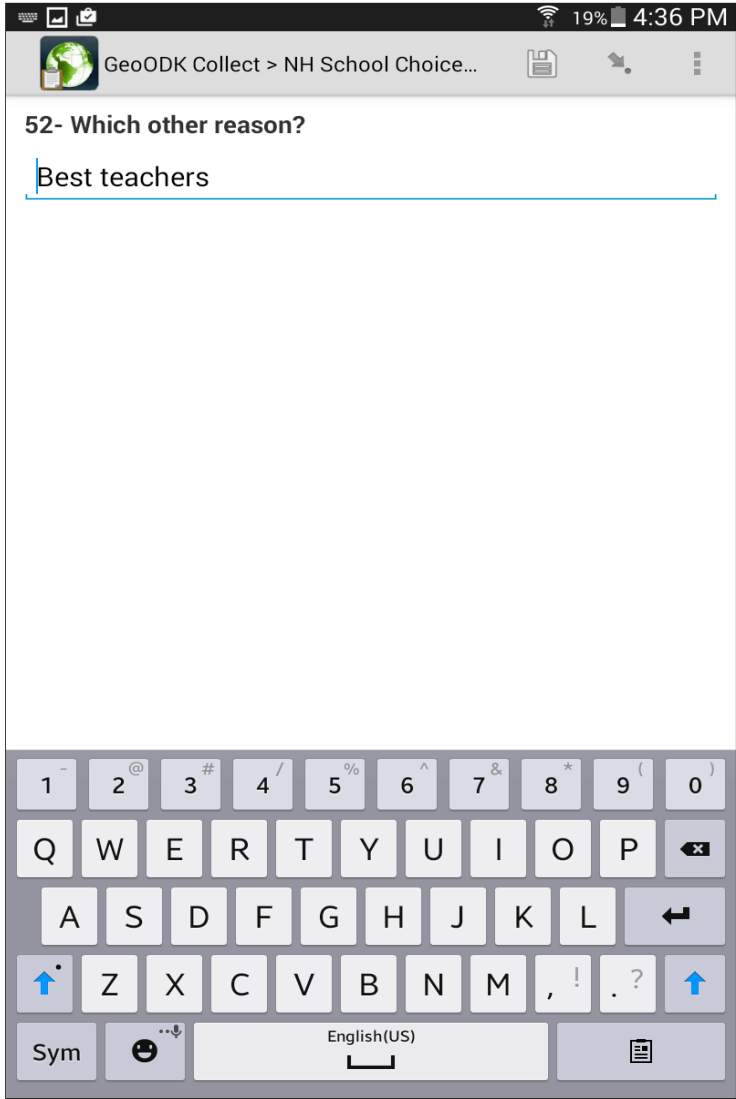 19% 4:36 PM
GeoODK Collect > NH School Choice...
52- Which other reason?
Best teachers
- @ # / % ^ & * ( )
1 2 3 4 5 6 7 8 9 0
Q W E R T Y U I O P
A S D F G H J K L
Z X C V B N M , ! . ?
Sym English(US)